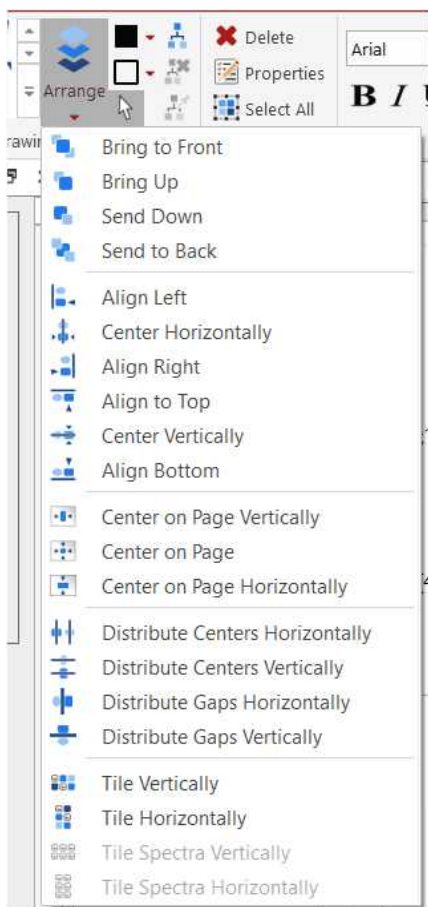 Delete
Arial
Properties
Arrange
Select All
B I
Bring to Front
Bring Up
Send Down
Send to Back
Align Left
Center Horizontally
Align Right
Align to Top
Center Vertically
Align Bottom
Center on Page Vertically
Center on Page
Center on Page Horizontally
Distribute Centers Horizontally
Distribute Centers Vertically
Distribute Gaps Horizontally
Distribute Gaps Vertically
Tile Vertically
Tile Horizontally
Tile Spectra Vertically
Tile Spectra Horizontally